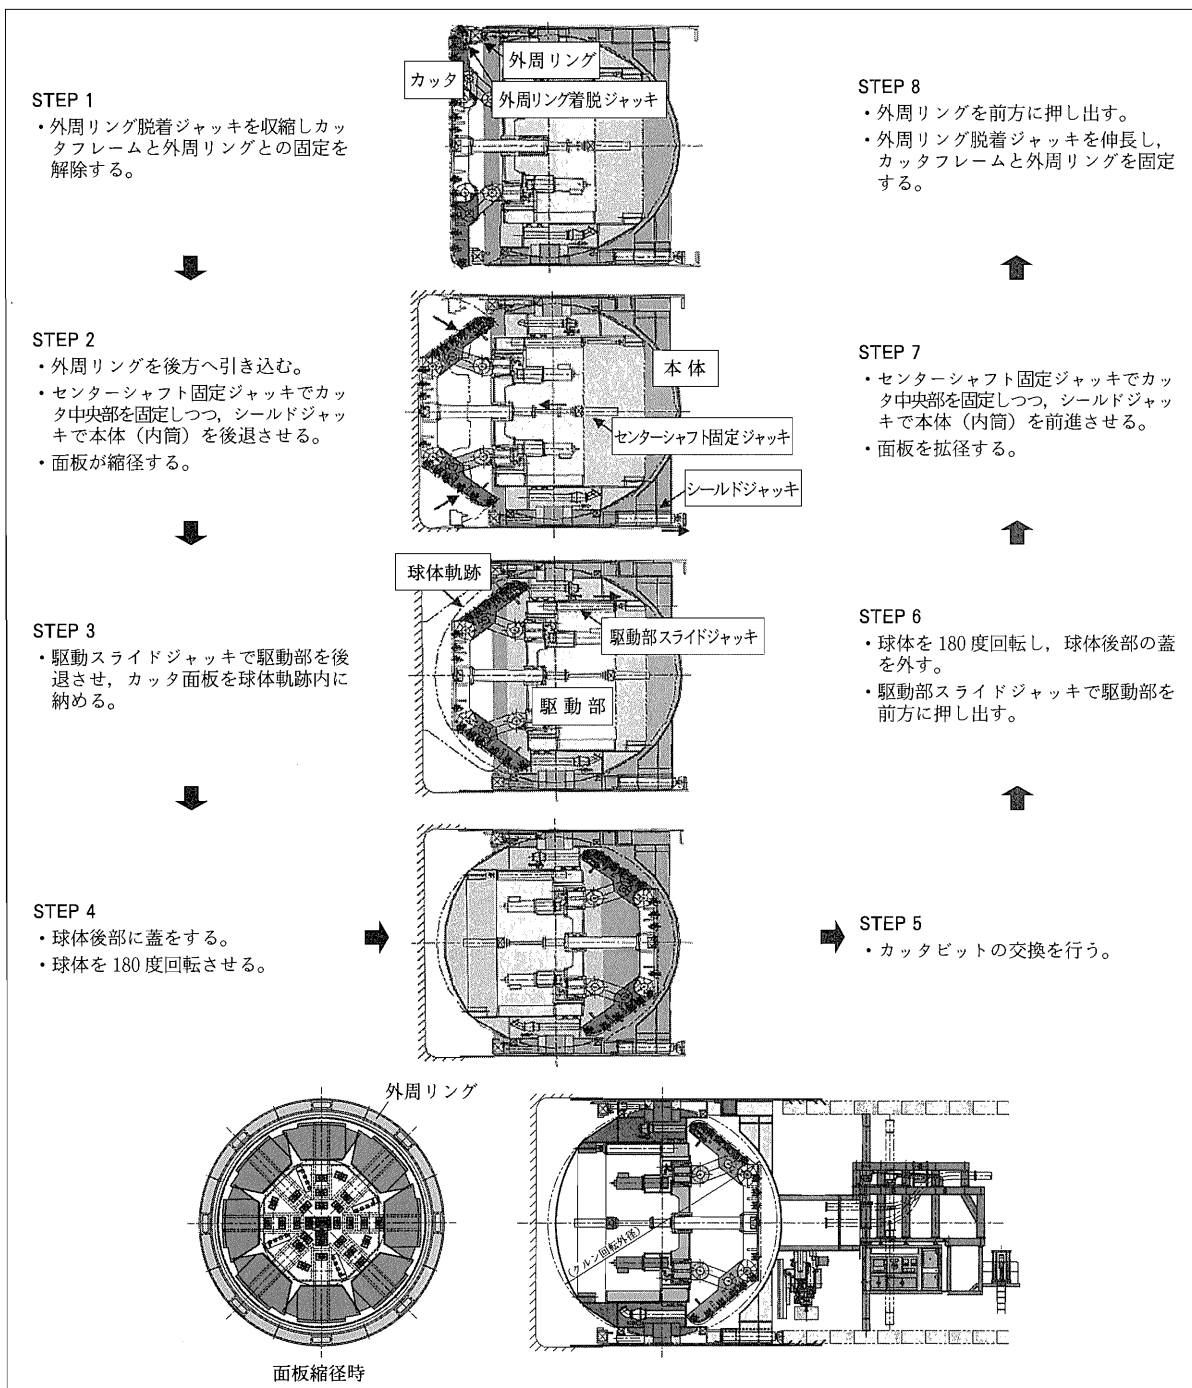 STEP 1
・外周リング脱着ジャッキを収縮しカッ
タフレームと外周リングとの固定を
解除する。
カッタ
外周リング
外周リング着脱ジャッキ
STEP 2
・外周リングを後方へ引き込む。
・センターシャフト固定ジャッキでカッ
タ中央部を固定しつつ，シールドジャッ
キで本体（内筒）を後退させる。
・面板が縮径する。
本体
センターシャフト固定ジャッキ
シールドジャッキ
STEP 3
・駆動スライドジャッキで駆動部を後
退させ，カッタ面板を球体軌跡内に
納める。
球体軌跡
駆動部スライドジャッキ
駆動部
STEP 4
・球体後部に蓋をする。
・球体を180度回転させる。
STEP 5
・カッタビットの交換を行う。
STEP 6
・球体を180度回転し，球体後部の蓋
を外す。
・駆動部スライドジャッキで駆動部を
前方に押し出す。
STEP 7
・センターシャフト固定ジャッキでカッ
タ中央部を固定しつつ，シールドジャッ
キで本体（内筒）を前進させる。
・面板を拡径する。
STEP 8
・外周リングを前方に押し出す。
・外周リング脱着ジャッキを伸長し，
カッタフレームと外周リングを固定
する。
外周リング
面板縮径時
（クルン回転外径）